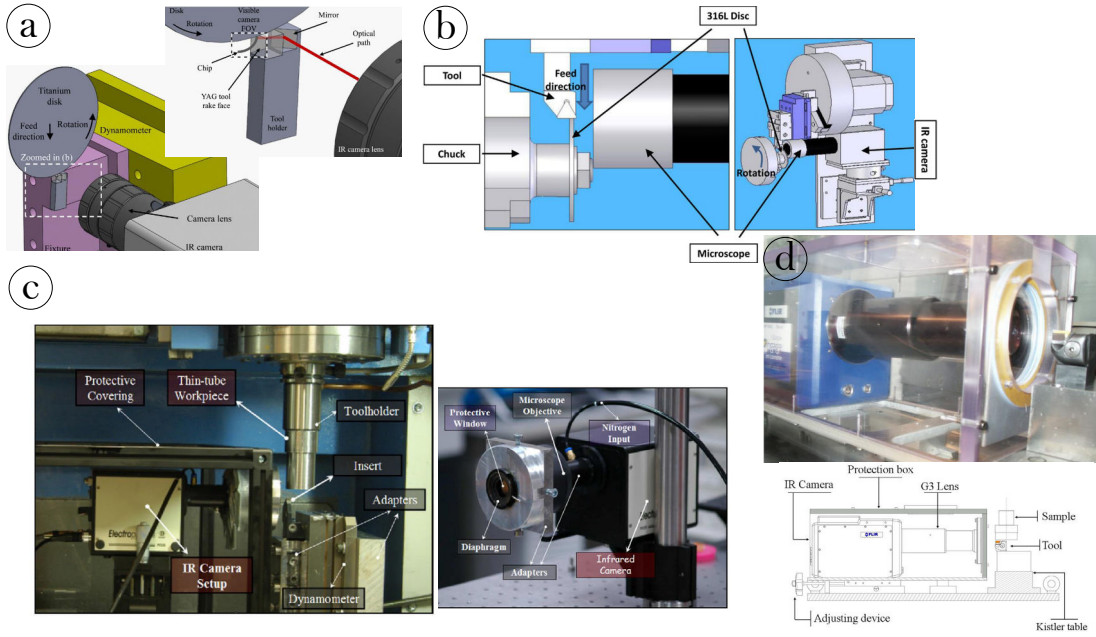 a
Disk
Rotation
Visible
camera
FOV
Mirror
Optical
path
Chip
YAG tool
rake face
Tool
holder
IR camera lens
Titanium
disk
Feed
direction
Rotation
Dynamometer
Zoomed in (b)
Camera lens
Fixture
IR camera
b
316L Disc
Tool
Feed
direction
Chuck
Rotation
IR camera
Microscope
c
Protective
Covering
Thin-tube
Workpiece
Toolholder
Insert
Adapters
IR Camera
Setup
Dynamometer
Protective
Window
Microscope
Objective
Nitrogen
Input
Diaphragm
Adapters
Infrared
Camera
d
Protection box
IR Camera
G3 Lens
Sample
Tool
FLIR
Adjusting device
Kistler table